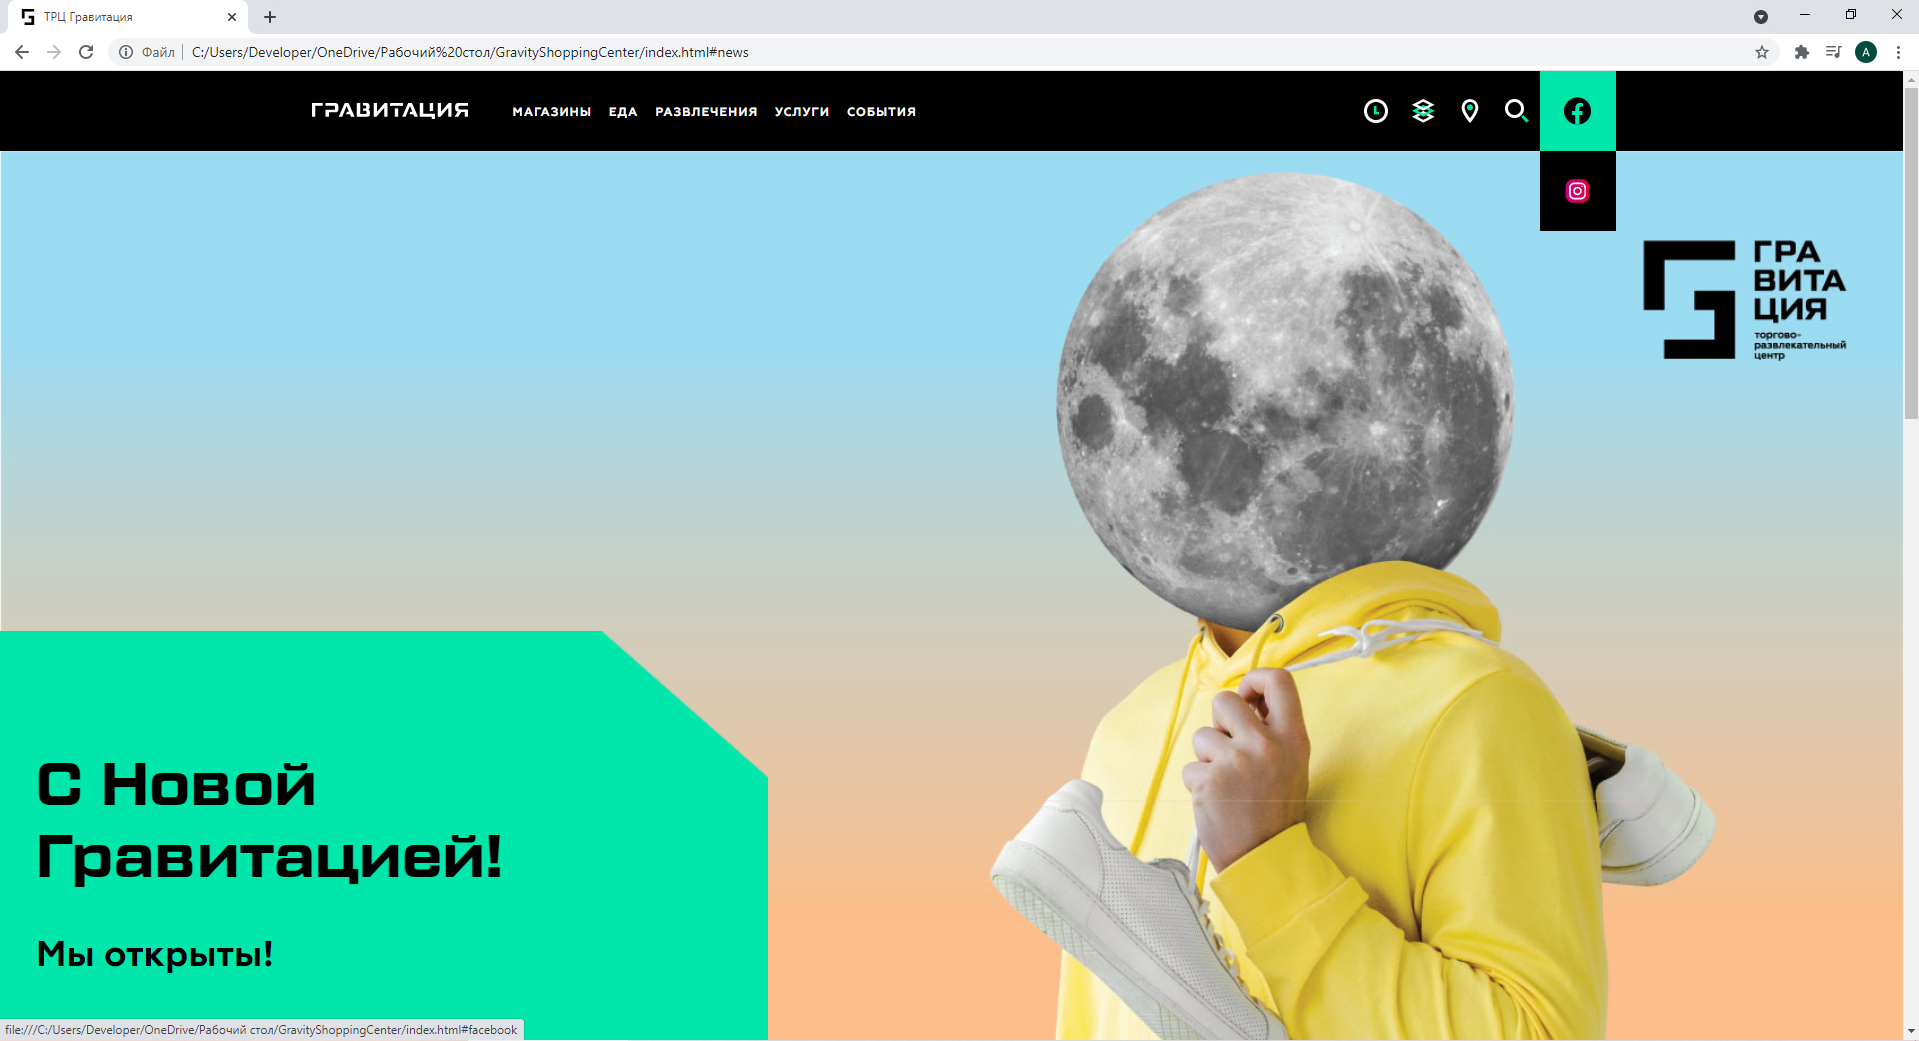 ТРЦ Гравитация
Файл
C:/Users/Developer/OneDrive/Рабочий%20стол/GravityShoppingCenter/index.html#news
A
ГРАВИТАЦИЯ
МАГАЗИНЫ ЕДА РАЗВЛЕЧЕНИЯ УСЛУГИ СОБЫТИЯ
ГРА
ВИТА
ЦИЯ
торгово-
развлекательный
центр
С Новой
Гравитацией!
Мы открыты!
file:///C:/Users/Developer/OneDrive/Рабочий стол/GravityShoppingCenter/index.html#facebook